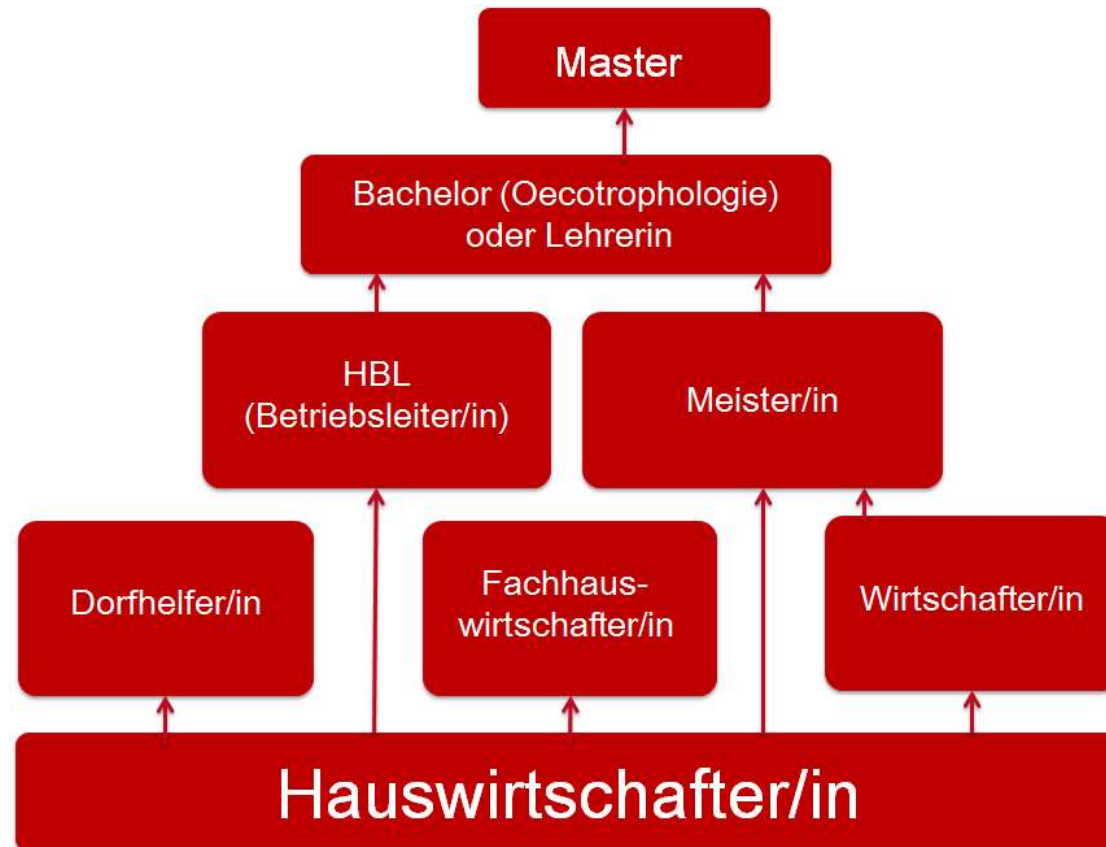 Master
Bachelor (Oecotrophologie)
oder Lehrerin
HBL
(Betriebsleiter/in)
Meister/in
Dorfhelfer/in
Fachhaus-
wirtschafter/in
Wirtschafter/in
Hauswirtschafter/in